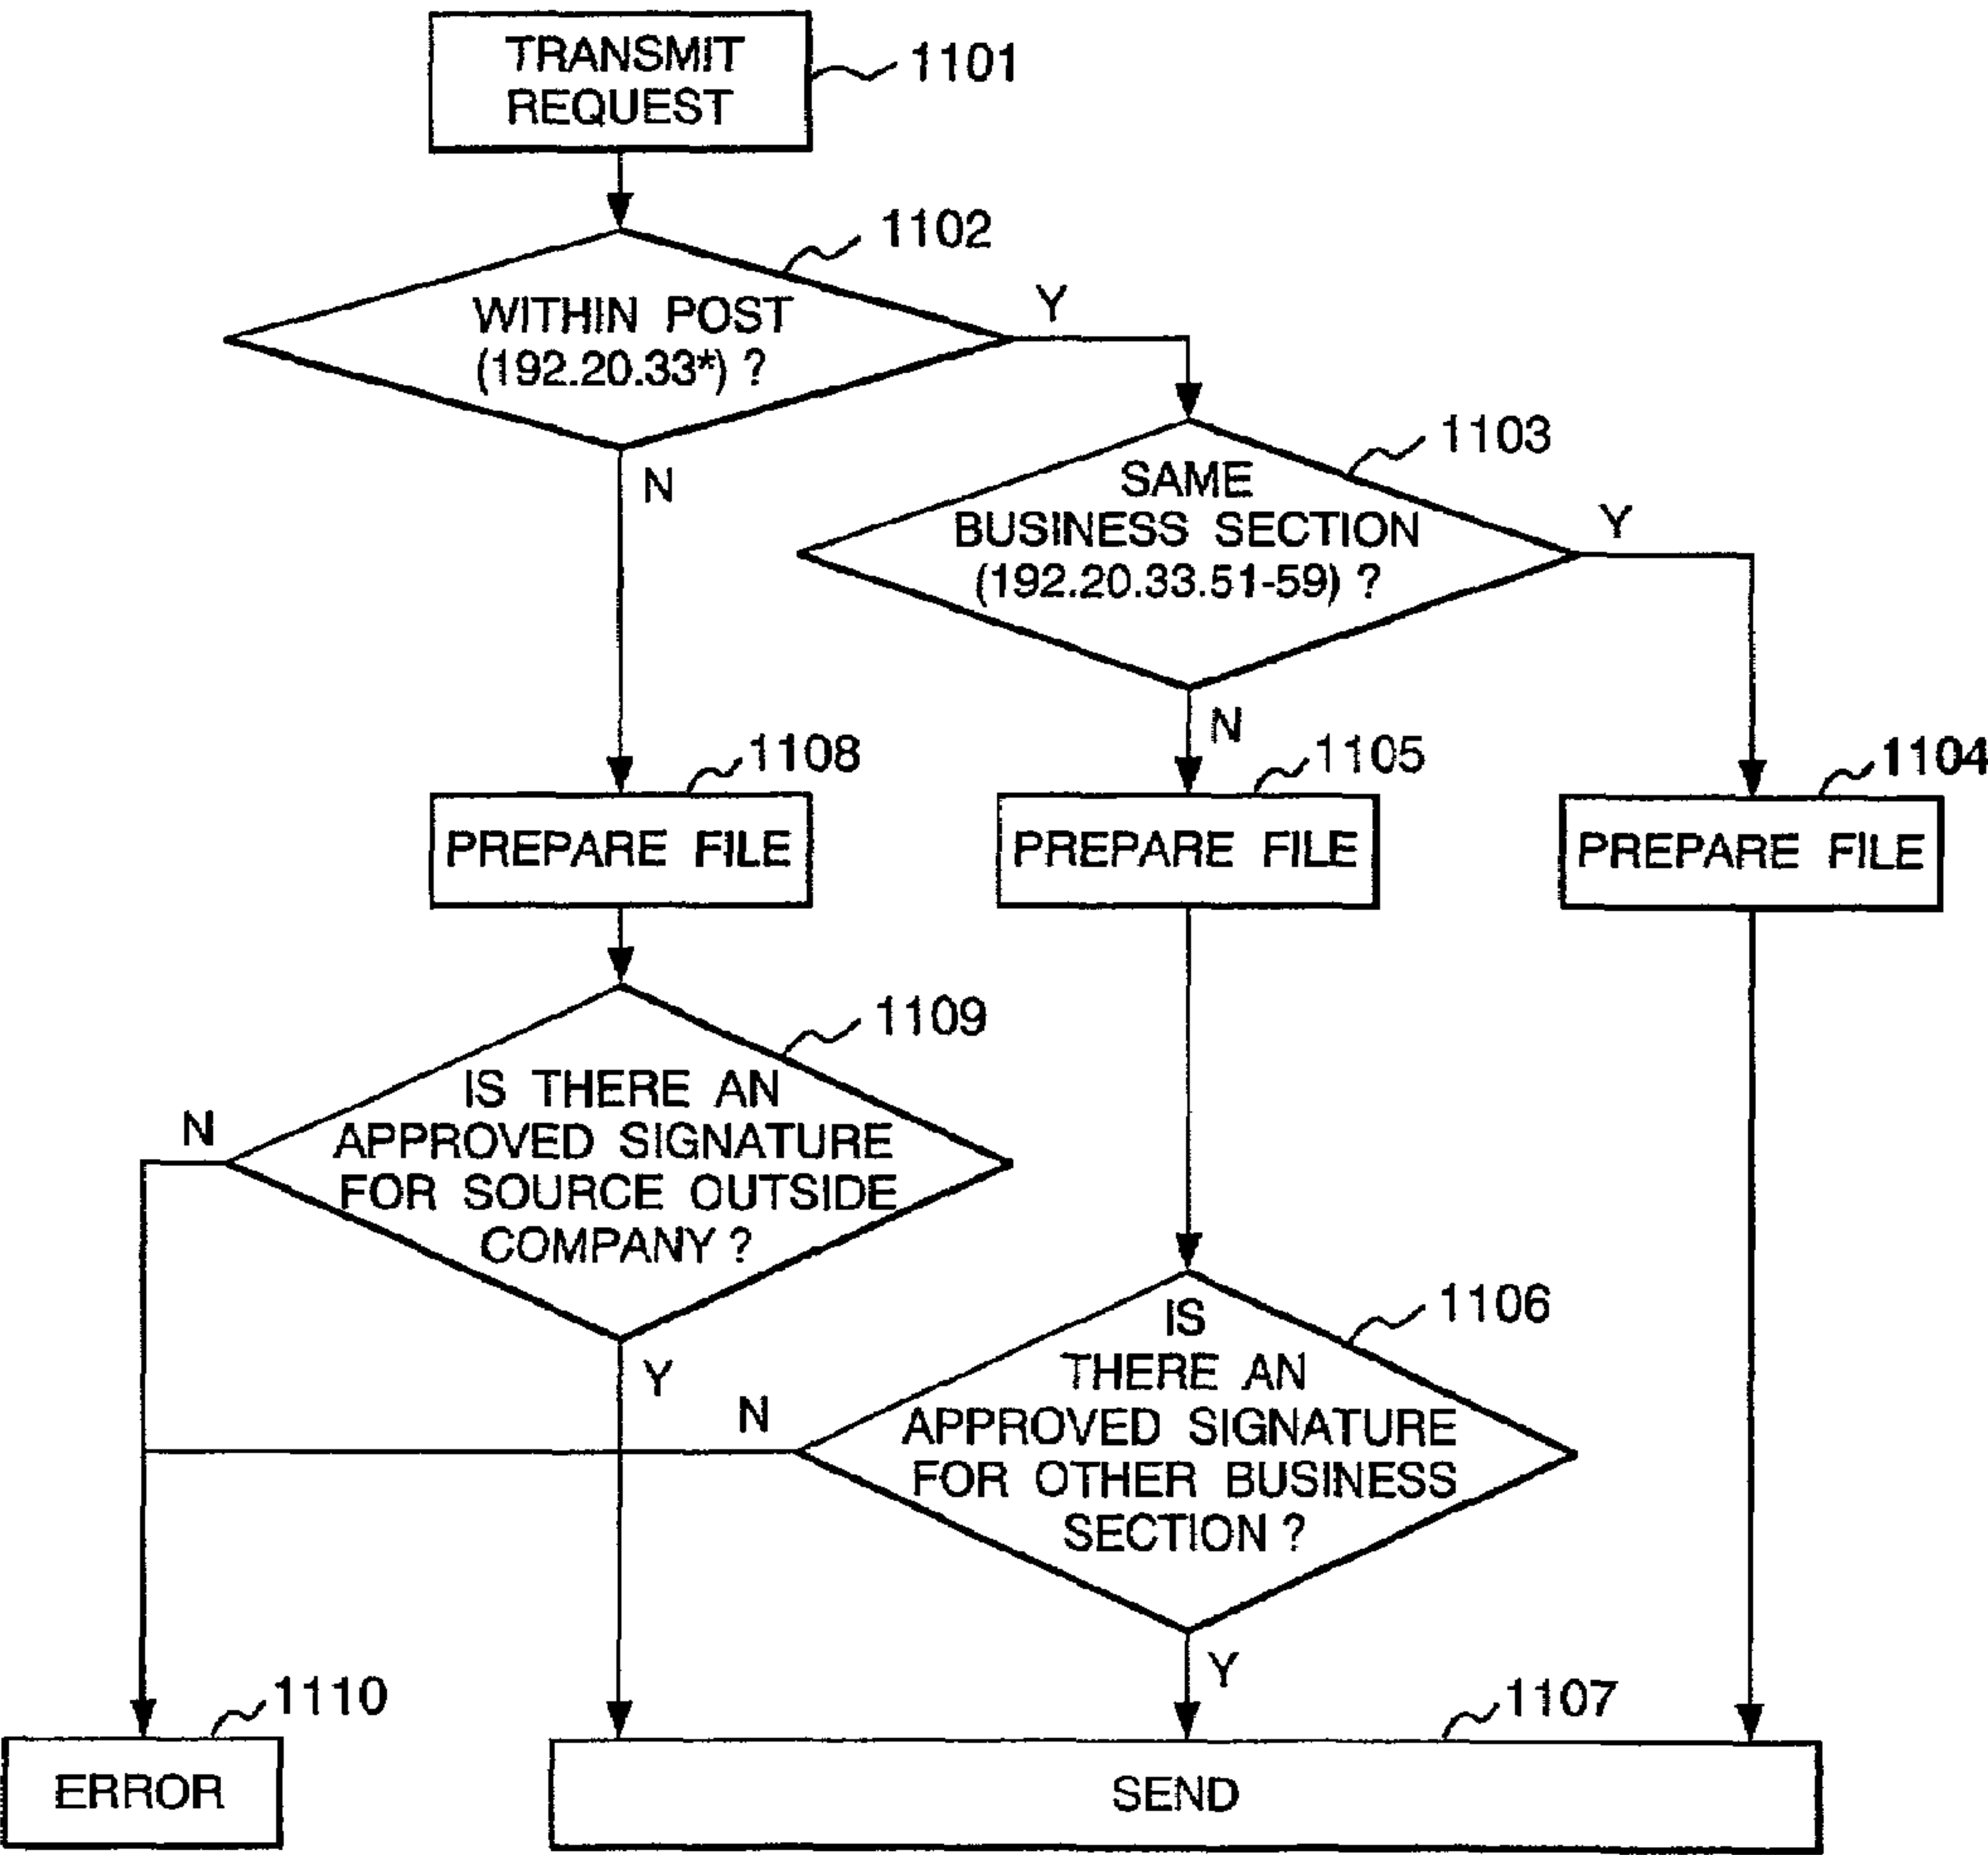 TRANSMIT
REQUEST
1101
1102
WITHIN POST
(192.20.33*) ?
Y
N
1103
SAME
BUSINESS SECTION
(192.20.33.51-59) ?
Y
N
1108
PREPARE FILE
1105
PREPARE FILE
1104
PREPARE FILE
1109
IS THERE AN
APPROVED SIGNATURE
FOR SOURCE OUTSIDE
COMPANY ?
N
Y
1106
IS
THERE AN
APPROVED SIGNATURE
FOR OTHER BUSINESS
SECTION ?
N
Y
1110
ERROR
1107
SEND